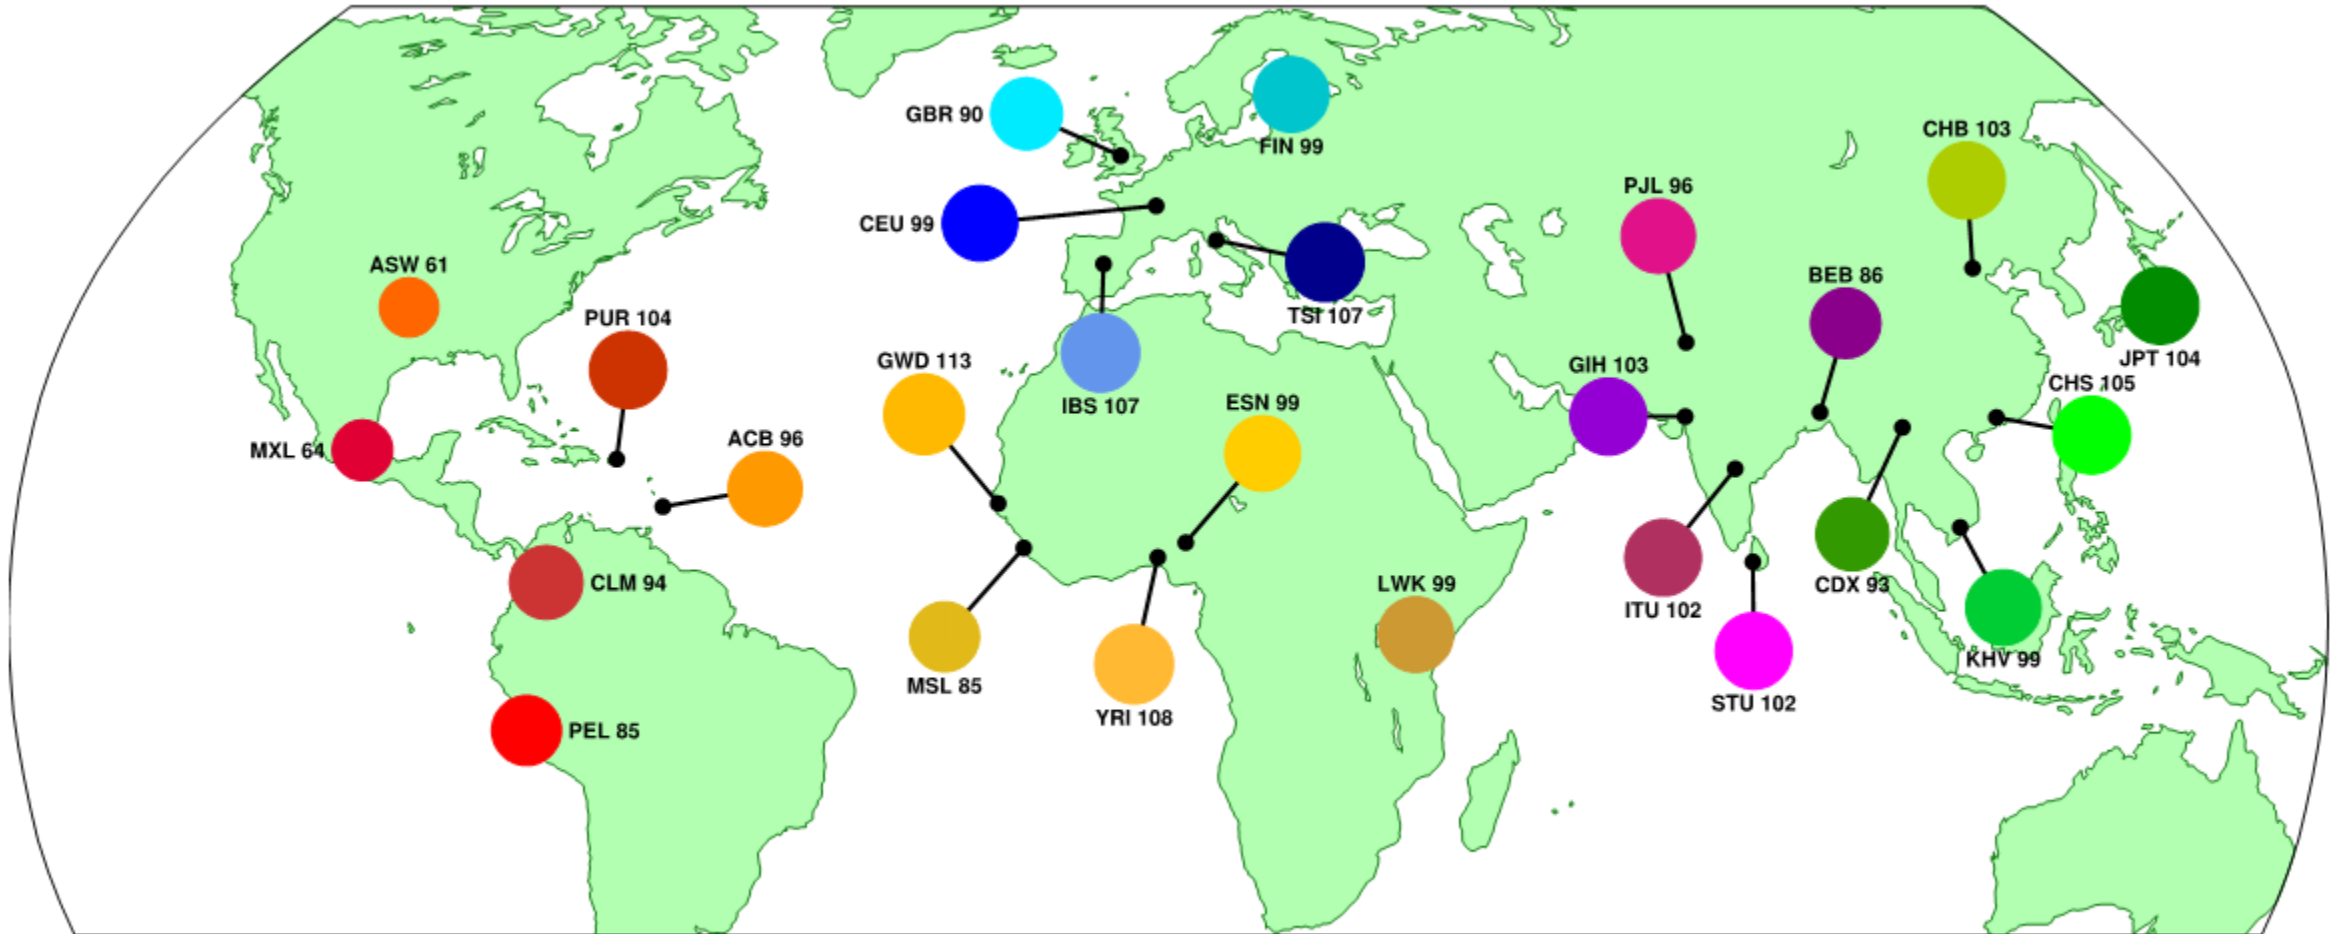 GBR 90
FIN 99
CHB 103
PJL 96
CEU 99
ASW 61
BEB 86
PUR 104
TSI 107
JPT 104
GWD 113
GIH 103
CHS 105
IBS 107
ESN 99
ACB 96
MXL 64
CLM 94
LWK 99
CDX 93
ITU 102
KHV 99
MSL 85
STU 102
YRI 108
PEL 85